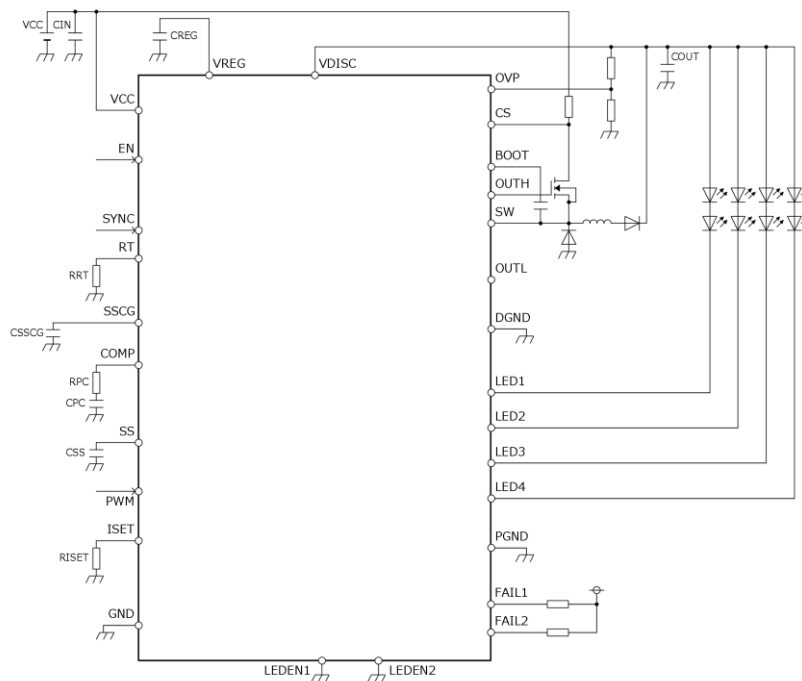 VCC
CIN
CREG
VREG
VDISC
COUT
OVP
VCC
CS
EN
BOOT
OUTH
SYNC
SW
RT
RRT
OUTL
SSCG
CSSCG
DGND
COMP
RPC
LED1
CPC
SS
LED2
CSS
LED3
PWM
LED4
ISET
RISET
PGND
FAIL1
GND
FAIL2
LEDEN1
LEDEN2